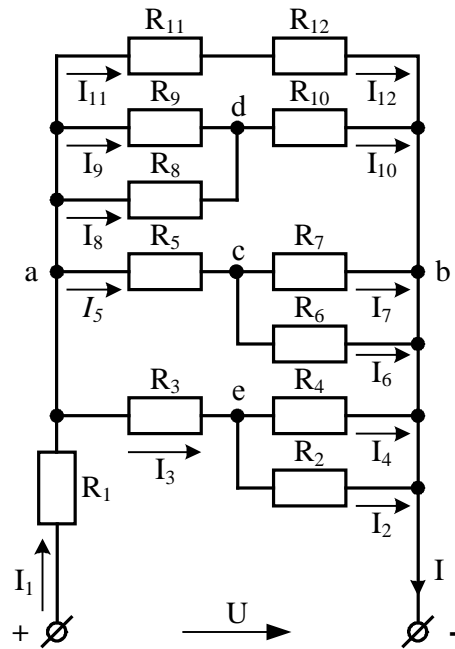 R₁₁ R₁₂
I₁₁ R₉ d R₁₀ I₁₂
I₉ R₈ I₁₀
I₈ R₅ c R₇
a b
I₅ R₆ I₇
R₃ e R₄ I₆
I₃ R₂ I₄
R₁
I₂
I₁ I
+ U -